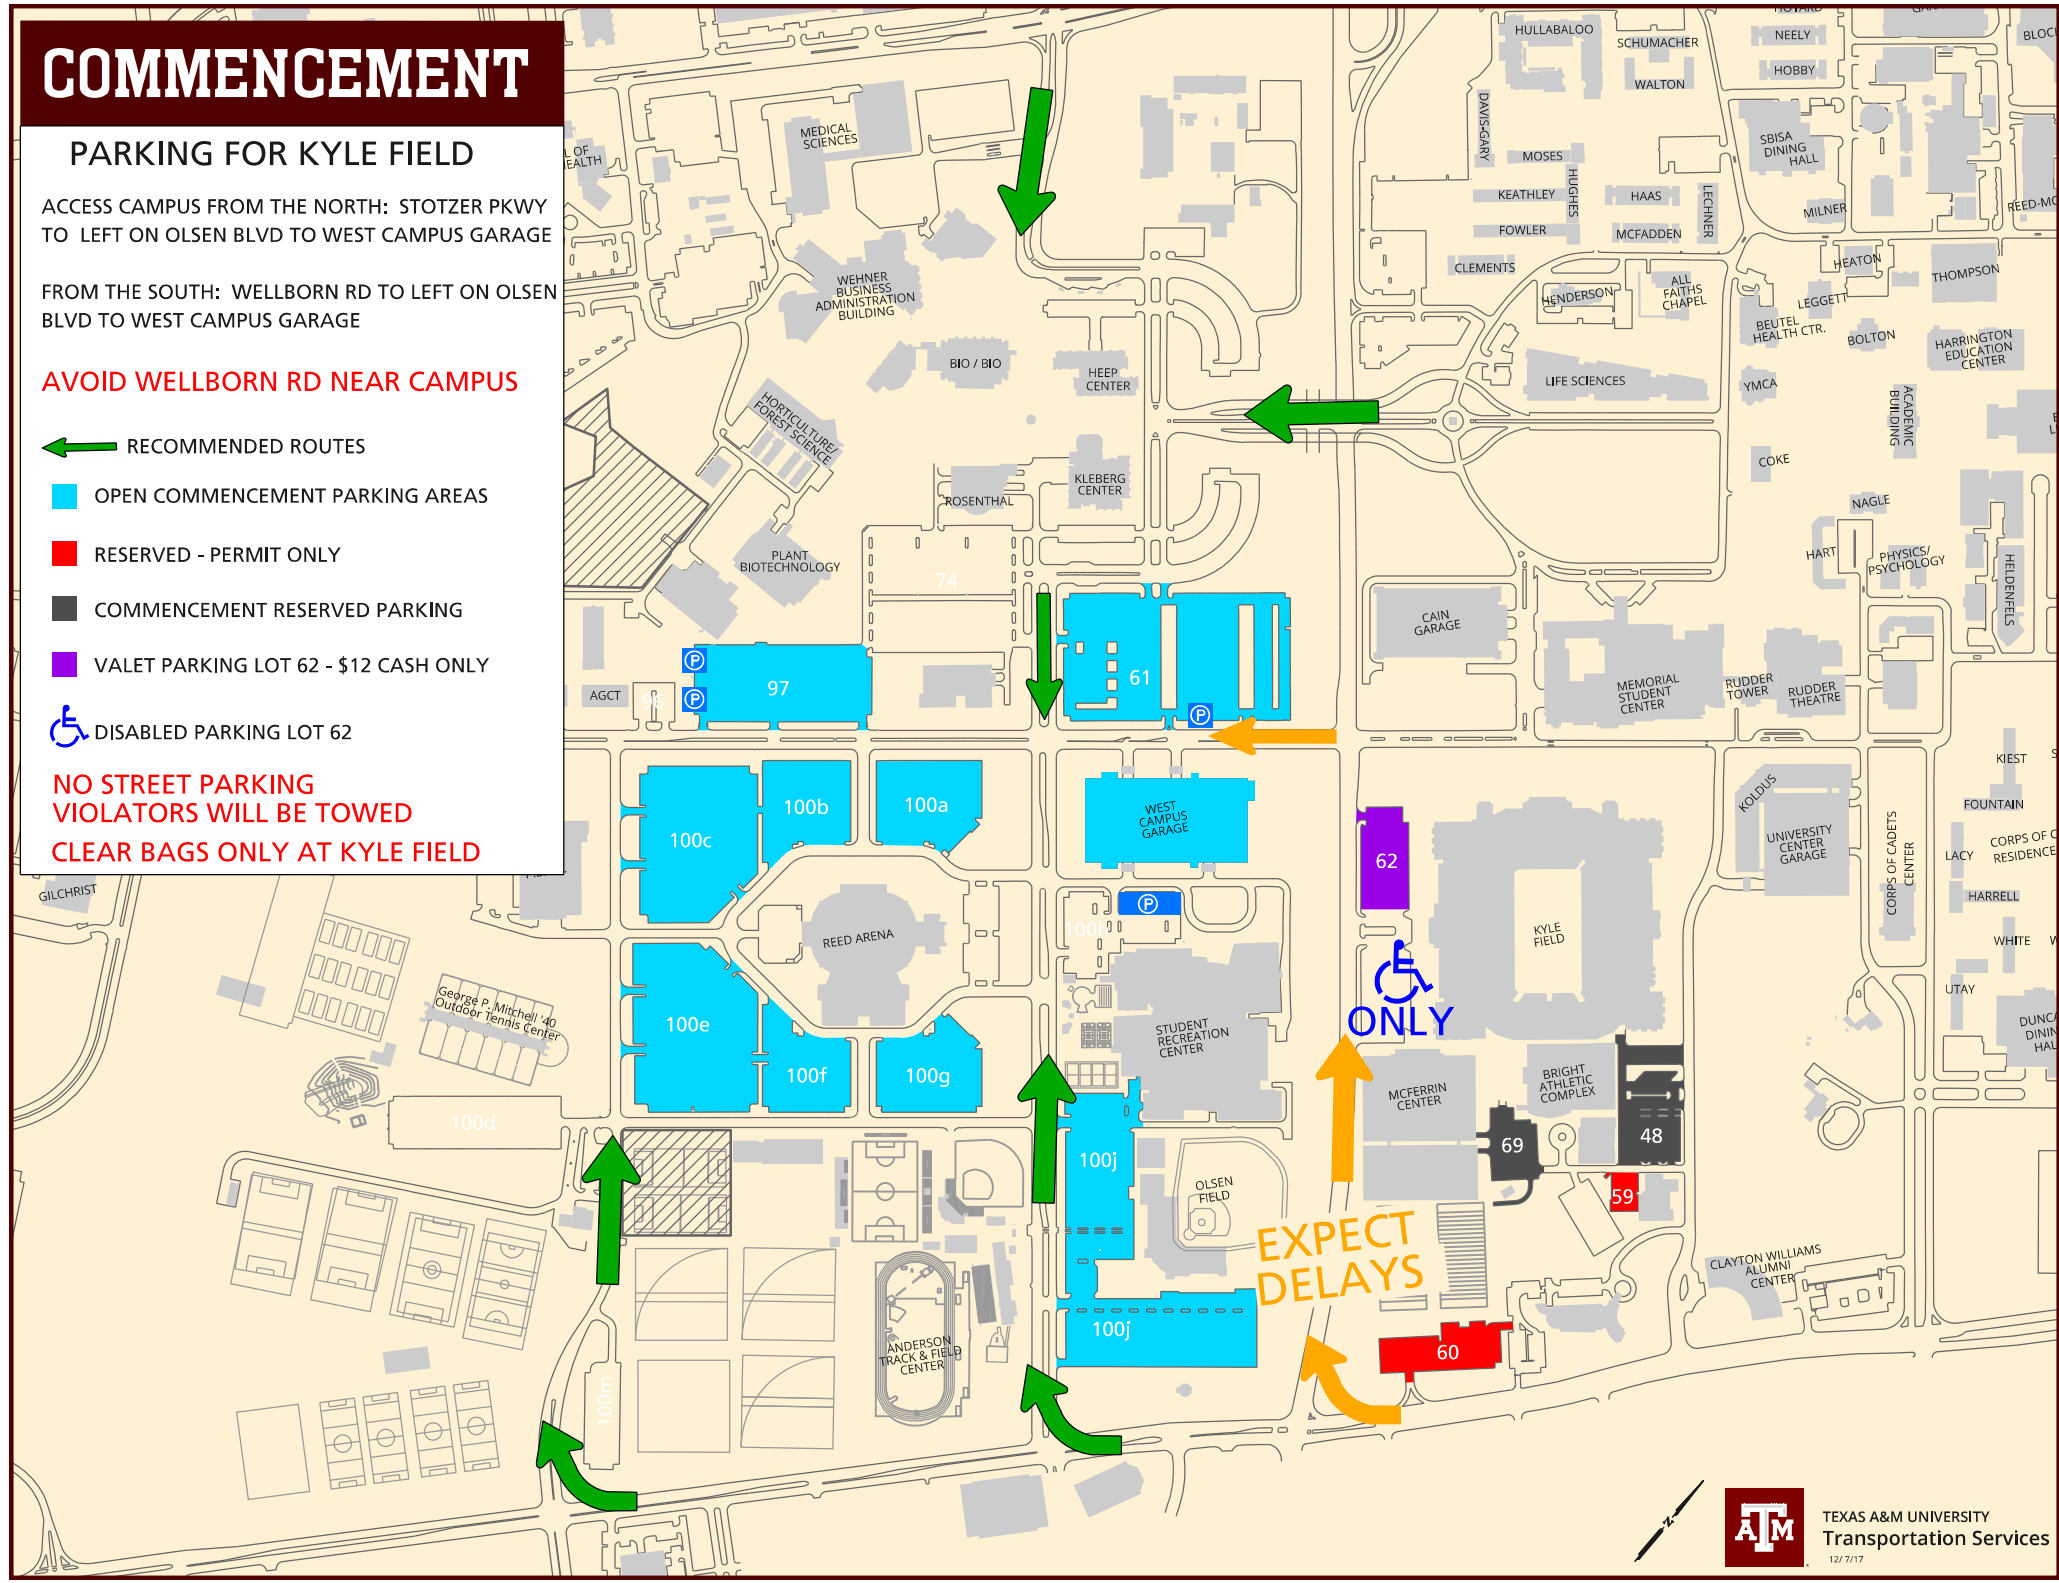 COMMENCEMENT
PARKING FOR KYLE FIELD
ACCESS CAMPUS FROM THE NORTH: STOTZER PKWY
TO LEFT ON OLSEN BLVD TO WEST CAMPUS GARAGE
FROM THE SOUTH: WELLBORN RD TO LEFT ON OLSEN
BLVD TO WEST CAMPUS GARAGE
AVOID WELLBORN RD NEAR CAMPUS
RECOMMENDED ROUTES
OPEN COMMENCEMENT PARKING AREAS
RESERVED - PERMIT ONLY
COMMENCEMENT RESERVED PARKING
VALET PARKING LOT 62 - $12 CASH ONLY
DISABLED PARKING LOT 62
NO STREET PARKING
VIOLATORS WILL BE TOWED
CLEAR BAGS ONLY AT KYLE FIELD
HULLABALOO
SCHUMACHER
WALTON
NEELY
HOBBY
DAVIS-GARY
MOSES
KEATHLEY
HUGHES
FOWLER
CLEMENTS
HAAS
MCFADDEN
LECHNER
SBISA
DINING
HALL
MILNER
HEATON
THOMPSON
LEGGETT
HENDERSON
ALL
FAITHS
CHAPEL
BEUTEL
HEALTH CTR.
BOLTON
HARRINGTON
EDUCATION
CENTER
LIFE SCIENCES
YMCA
ACADEMIC
BUILDING
COKE
NAGLE
HART
PHYSICS/
PSYCHOLOGY
HELDENFELS
MEDICAL
SCIENCES
WEHNER
BUSINESS
ADMINISTRATION
BUILDING
BIO / BIO
HEEP
CENTER
HORTICULTURE/
FOREST SCIENCE
KLEBERG
CENTER
ROSENTHAL
PLANT
BIOTECHNOLOGY
74
CAIN
GARAGE
AGCT
96
P
P
97
61
P
MEMORIAL
STUDENT
CENTER
RUDDER
TOWER
RUDDER
THEATRE
100c
100b
100a
WEST
CAMPUS
GARAGE
62
KOLDUS
UNIVERSITY
CENTER
GARAGE
CORPS OF CADETS
CENTER
KIEST
FOUNTAIN
LACY
HARRELL
WHITE
UTAY
GILCHRIST
REED ARENA
100h
P
KYLE
FIELD
ONLY
George P. Mitchell '40
Outdoor Tennis Center
100e
100f
100g
STUDENT
RECREATION
CENTER
MCFERRIN
CENTER
BRIGHT
ATHLETIC
COMPLEX
100d
100j
69
48
59
OLSEN
FIELD
EXPECT
DELAYS
CLAYTON WILLIAMS
ALUMNI
CENTER
100j
60
ANDERSON
TRACK & FIELD
CENTER
100m
N
ATM
TEXAS A&M UNIVERSITY
Transportation Services
12/ 7/17